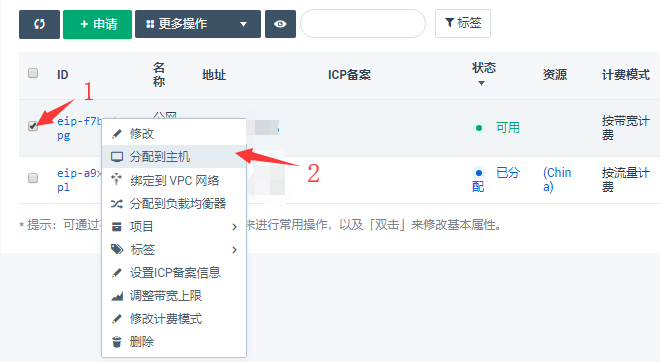 + 申请
更多操作
标签
ID
名称
地址
ICP备案
状态
资源
计费模式
1
公网
eip-f7b
pg
可用
按带宽计费
修改
分配到主机
2
绑定到 VPC 网络
eip-a9x
pl
已分配
(China)
按流量计费
分配到负载均衡器
项目
* 提示：可通过
来进行常用操作，以及「双击」来修改基本属性。
标签
设置ICP备案信息
调整带宽上限
修改计费模式
删除